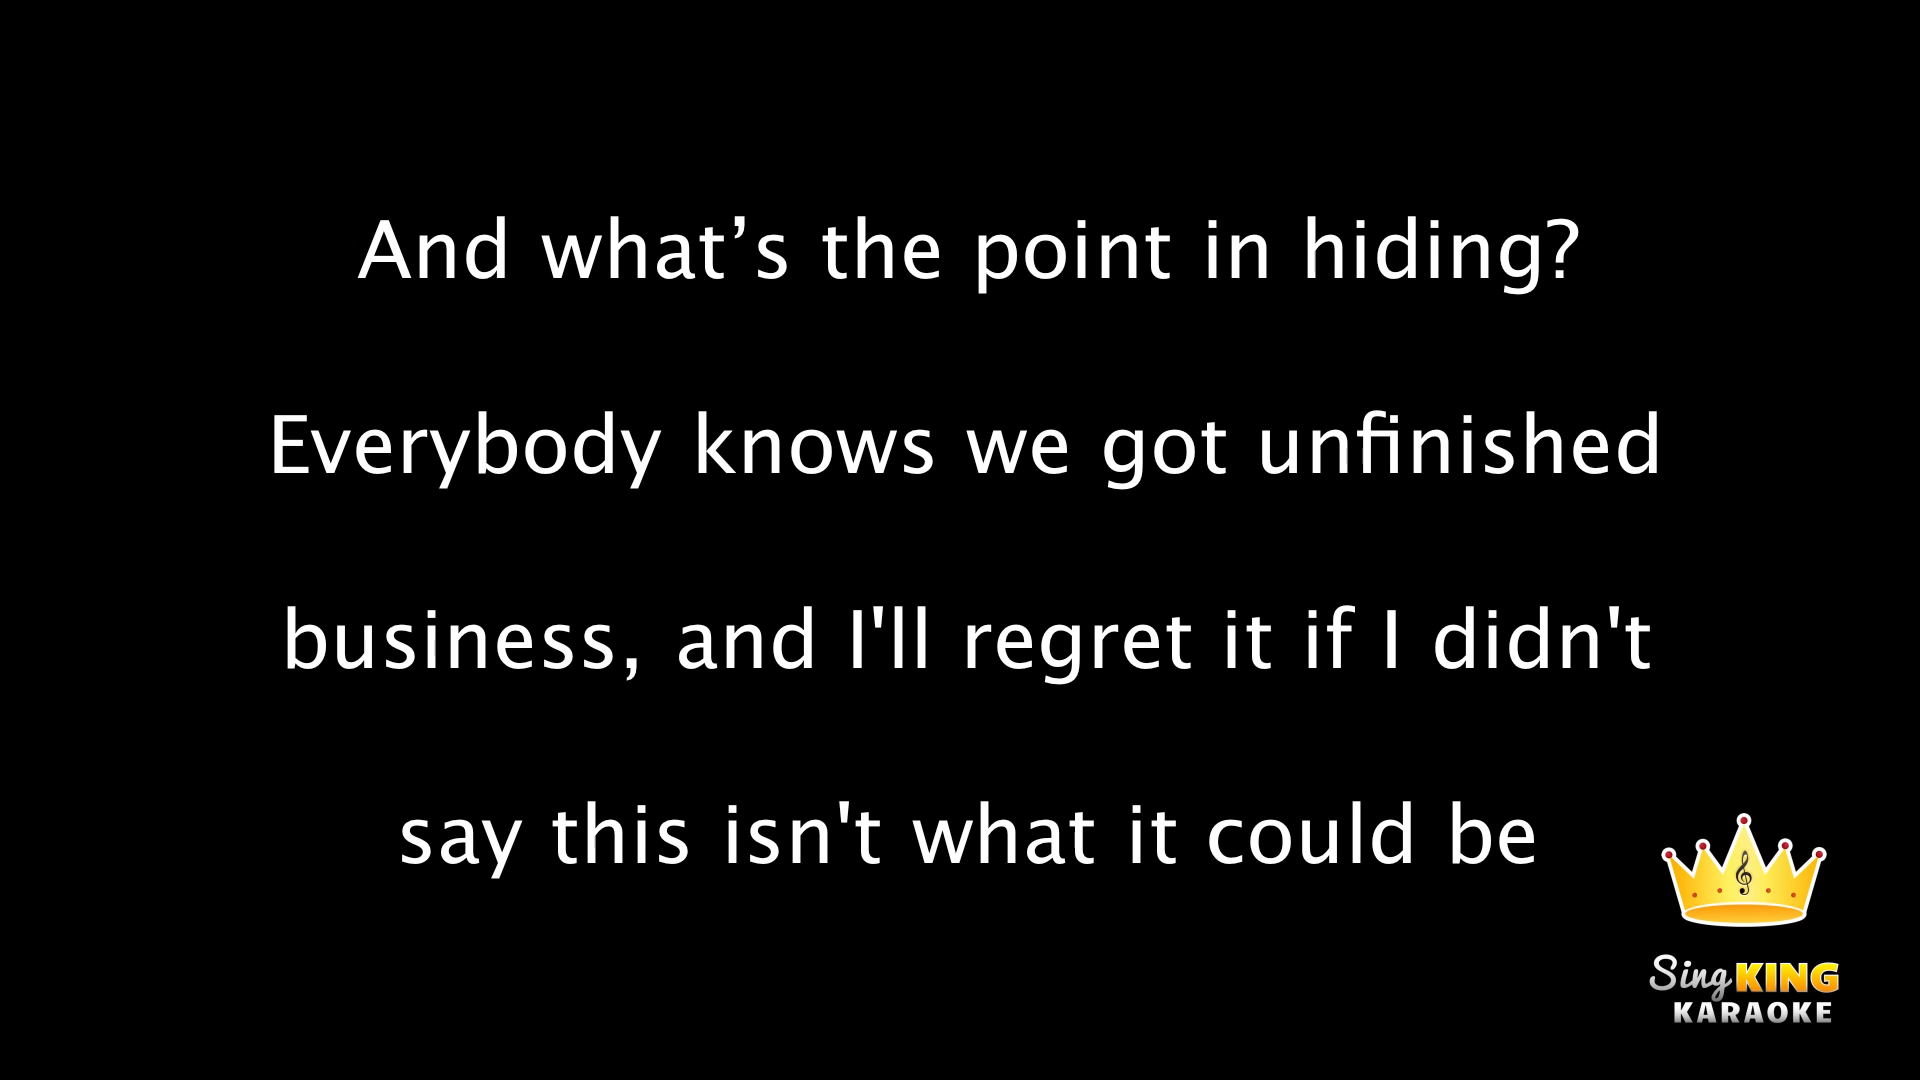 And what’s the point in hiding?
Everybody knows we got unfinished
business, and I'll regret it if I didn't
say this isn't what it could be
Sing KING
KARAOKE